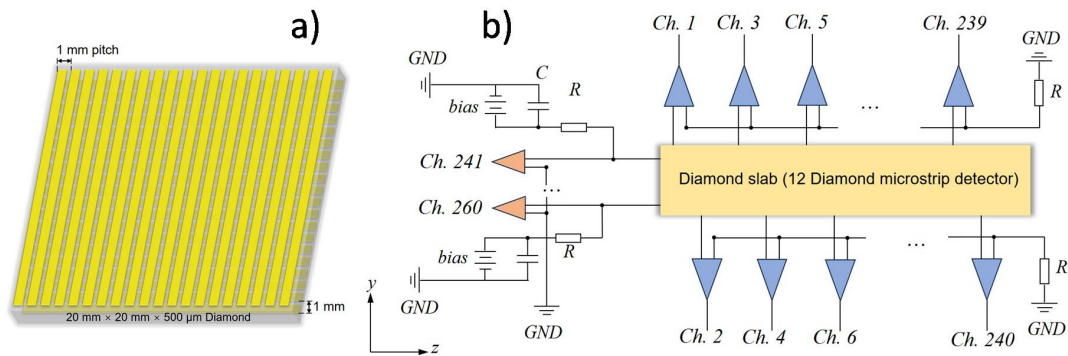 a)
1 mm pitch
1 mm
20 mm × 20 mm × 500 μm Diamond
b)
Ch. 1
Ch. 3
Ch. 5
Ch. 239
GND
GND
C
R
bias
R
...
Ch. 241
...
Ch. 260
Diamond slab (12 Diamond microstrip detector)
bias
R
...
R
GND
GND
GND
Ch. 2
Ch. 4
Ch. 6
Ch. 240
y
z